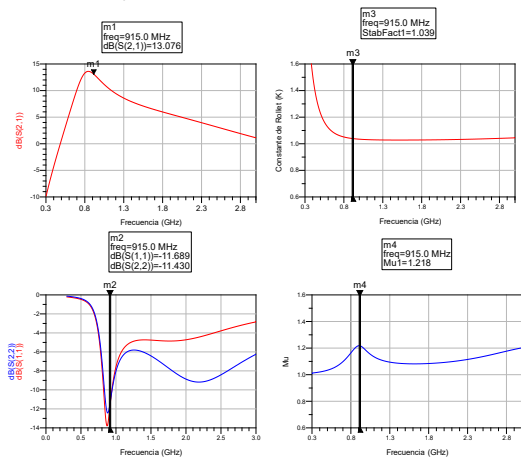 m1
freq=915.0 MHz
dB(S(2,1))=13.076
m3
freq=915.0 MHz
StabFact1=1.039
m1
15
10
5
0
-5
-10
0.3 0.8 1.3 1.8 2.3 2.8
dB(S(2,1))
Frecuencia (GHz)
m3
1.6
1.4
1.2
1.0
0.8
0.6
0.3 0.8 1.3 1.8 2.3 2.8
Constante de Rollet (K)
Frecuencia (GHz)
m2
freq=915.0 MHz
dB(S(1,1))=-11.689
dB(S(2,2))=-11.430
m4
freq=915.0 MHz
Mu1=1.218
m2
0
-2
-4
-6
-8
-10
-12
-14
0.0 0.5 1.0 1.5 2.0 2.5 3.0
dB(S(2,2))
dB(S(1,1))
Frecuencia (GHz)
m4
1.6
1.4
1.2
1.0
0.8
0.6
0.3 0.8 1.3 1.8 2.3 2.8
Mu
Frecuencia (GHz)